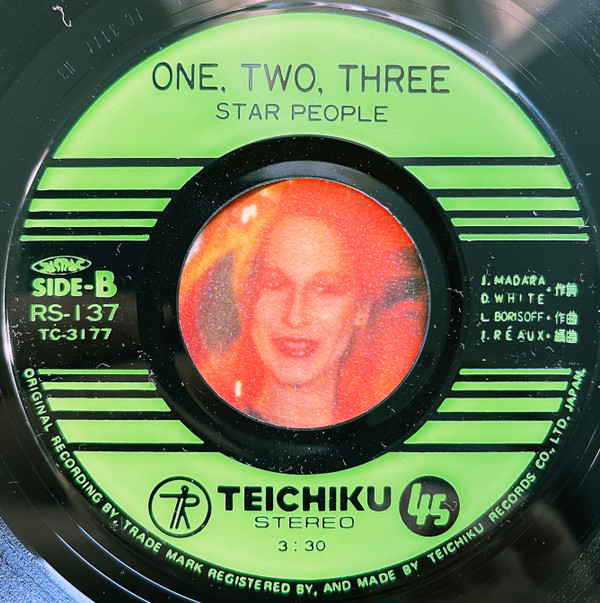 ONE, TWO, THREE
STAR PEOPLE
JASRAC
SIDE-B
RS-137
TC-3177
J. MADARA
D. WHITE・作詞
L. BORISOFF・作曲
J. RÉAUX・編曲
TR
TEICHIKU 45
STEREO
3:30
ORIGINAL RECORDING BY, TRADE MARK REGISTERED BY, AND MADE BY TEICHIKU RECORDS CO., LTD. JAPAN.